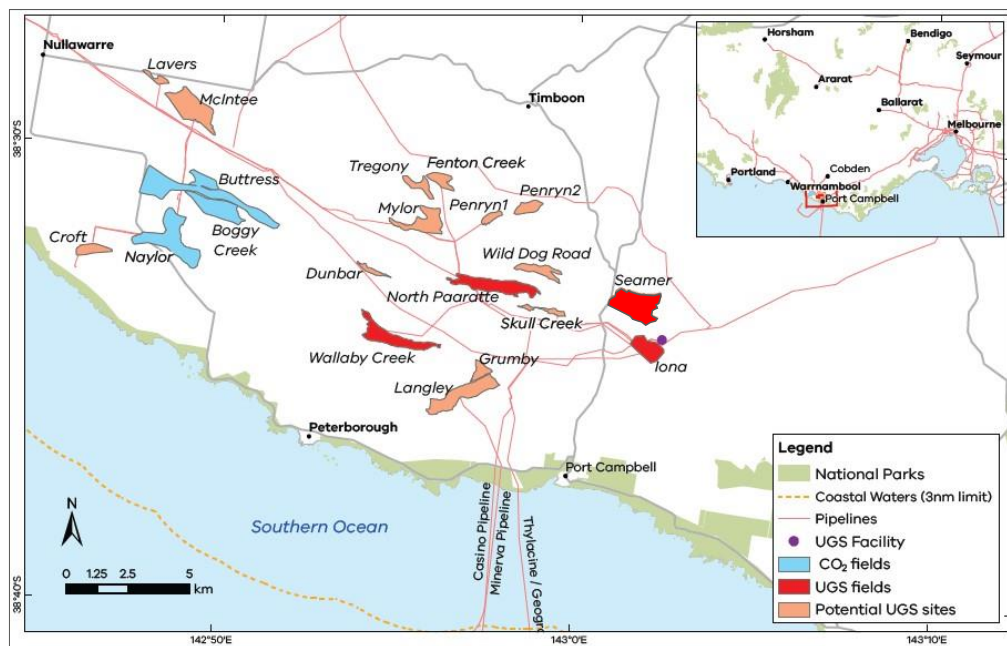 Nullawarre
Lavers
McIntee
Timboon
38°30'S
Tregony
Fenton Creek
Buttress
Penryn2
Mylor
Penryn1
Boggy
Creek
Croft
Naylor
Wild Dog Road
Dunbar
Seamer
North Paaratte
Skull Creek
Wallaby Creek
Grumby
Iona
Langley
Peterborough
Port Campbell
Southern Ocean
Casino Pipeline
Minerva Pipeline
Thylacine / Geogr
N
0 1.25 2.5 5
km
38°40'S
142°50'E
143°0'E
143°10'E
Horsham
Bendigo
Seymour
Ararat
Ballarat
Melbourne
Cobden
Portland
Warrnambool
Port Campbell
Legend
National Parks
Coastal Waters (3nm limit)
Pipelines
UGS Facility
CO₂ fields
UGS fields
Potential UGS sites